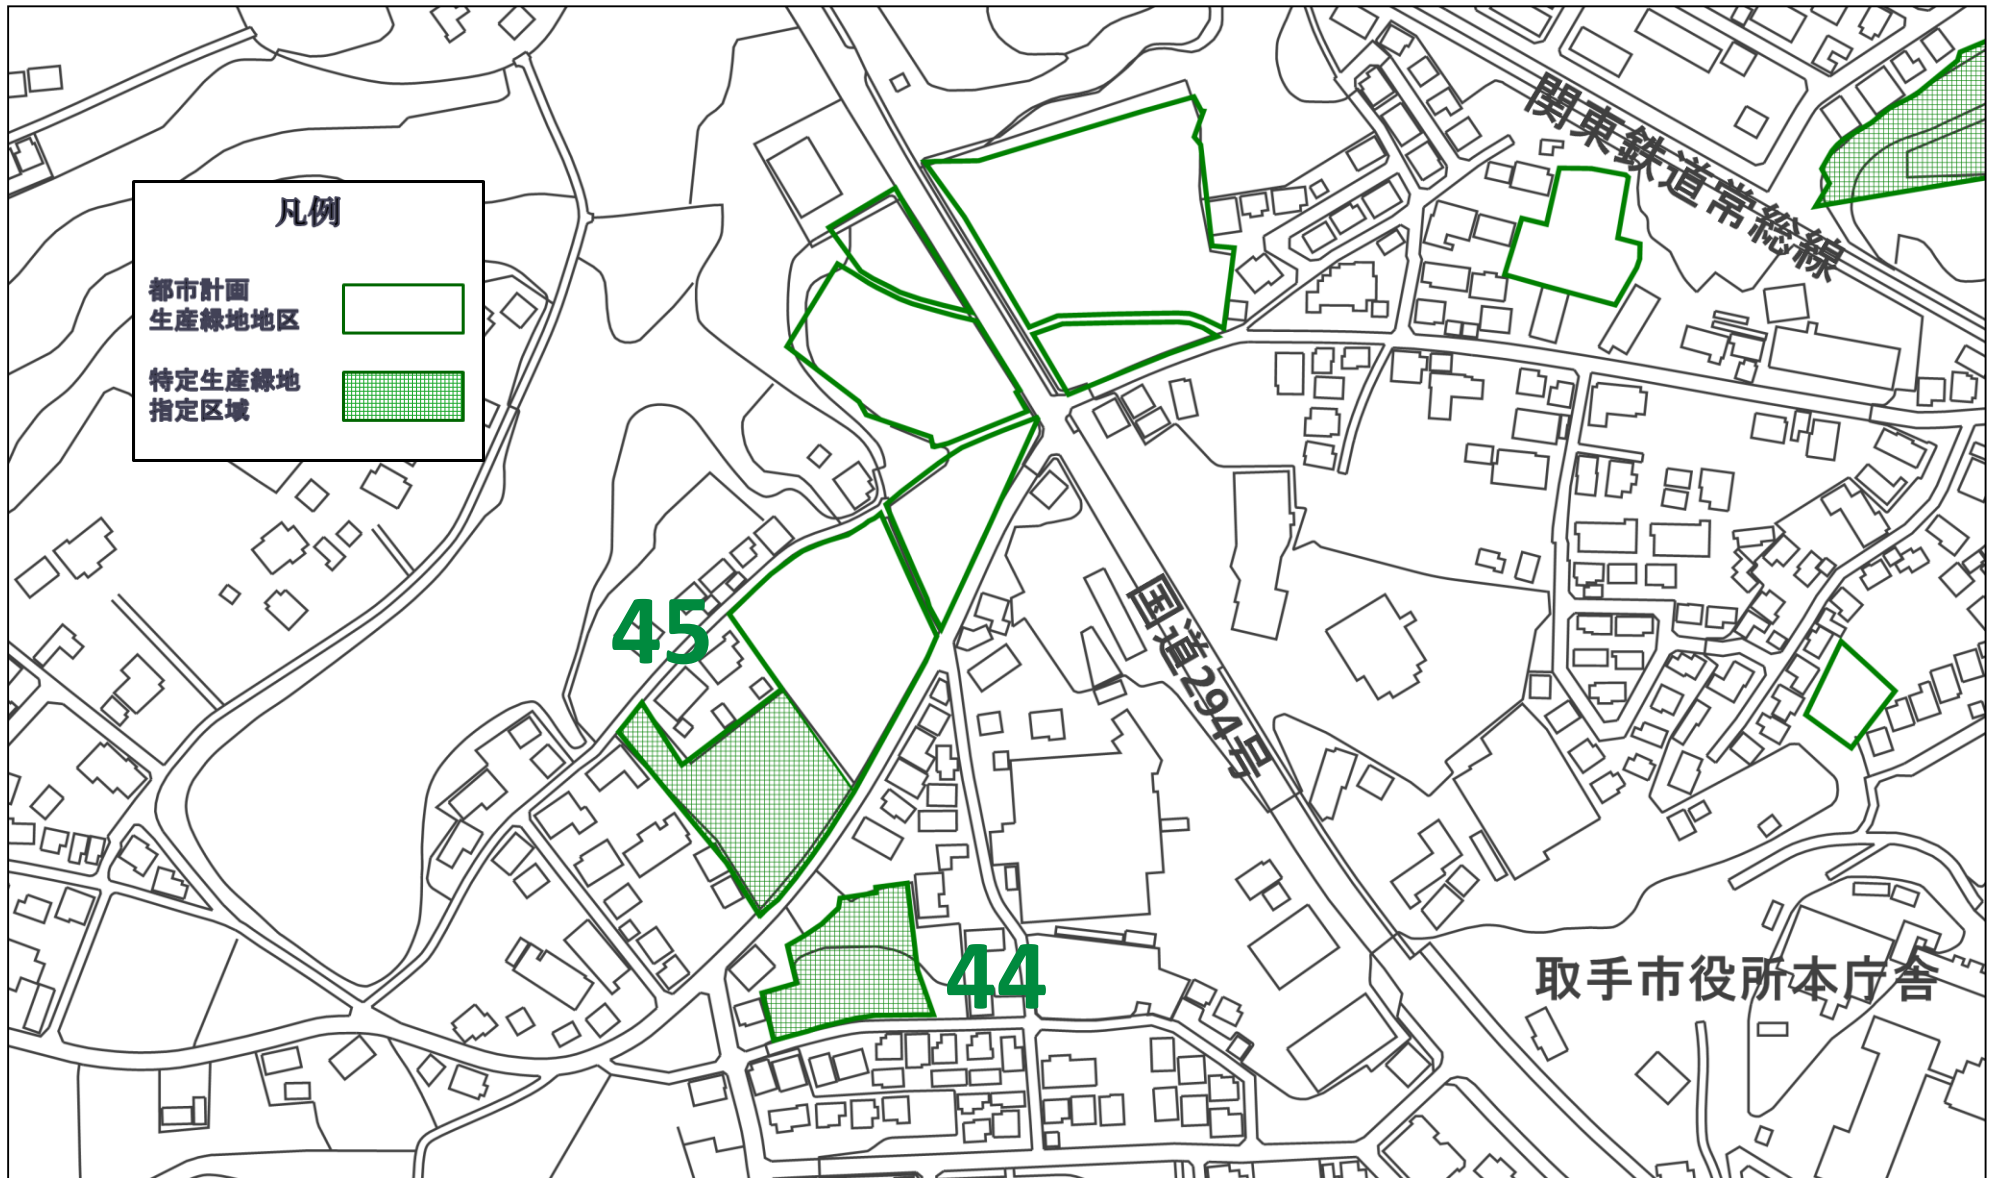 関東鉄道常総線
凡例
都市計画
生産緑地地区
特定生産緑地
指定区域
45
国道294号
44
取手市役所本庁舎